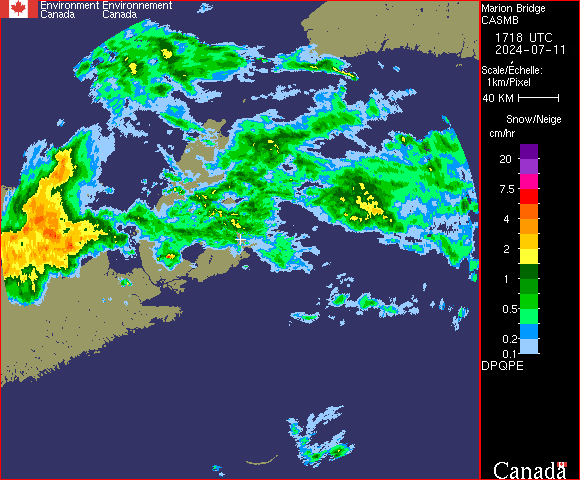 Environment Environnement
Canada Canada
Marion Bridge
CASMB
1718 UTC
2024-07-11
Scale/Echelle:
1km/Pixel
40 KM
Snow/Neige
cm/hr
20
7.5
4
2
1
0.5
0.2
0.1
DPQPE
Canada